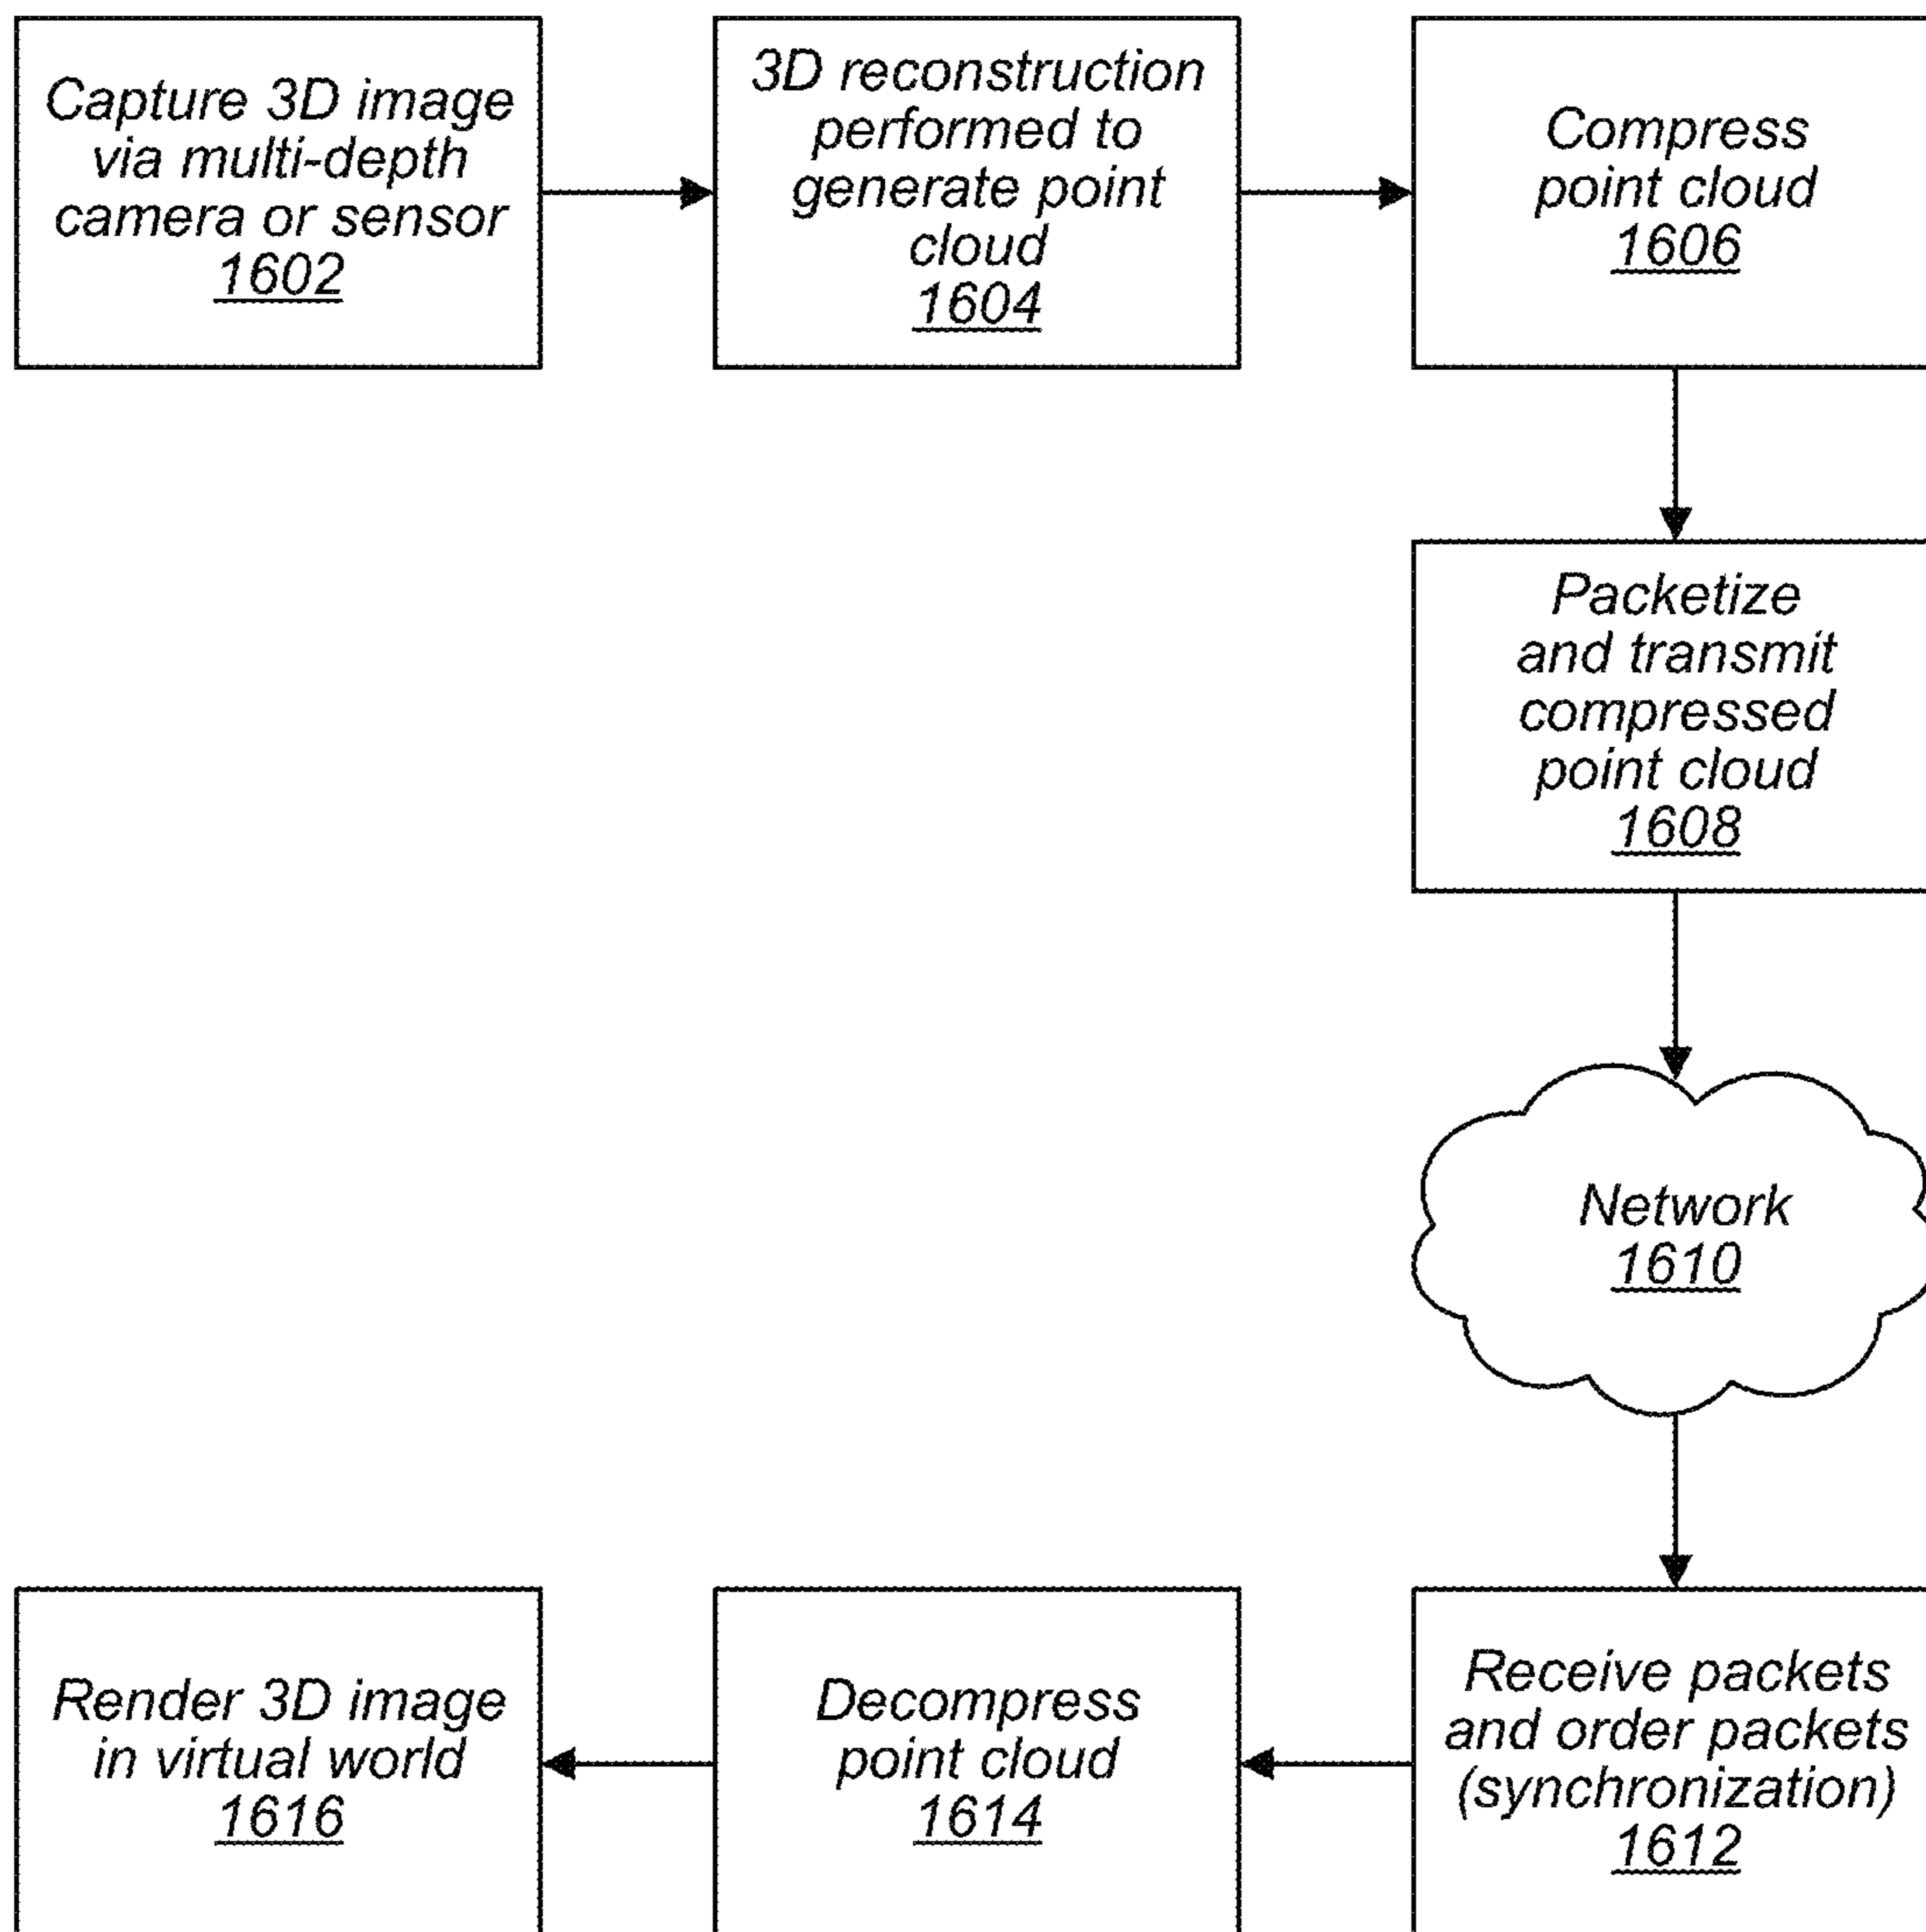 Capture 3D image
via multi-depth
camera or sensor
1602
3D reconstruction
performed to
generate point
cloud
1604
Compress
point cloud
1606
Packetize
and transmit
compressed
point cloud
1608
Network
1610
Receive packets
and order packets
(synchronization)
1612
Decompress
point cloud
1614
Render 3D image
in virtual world
1616